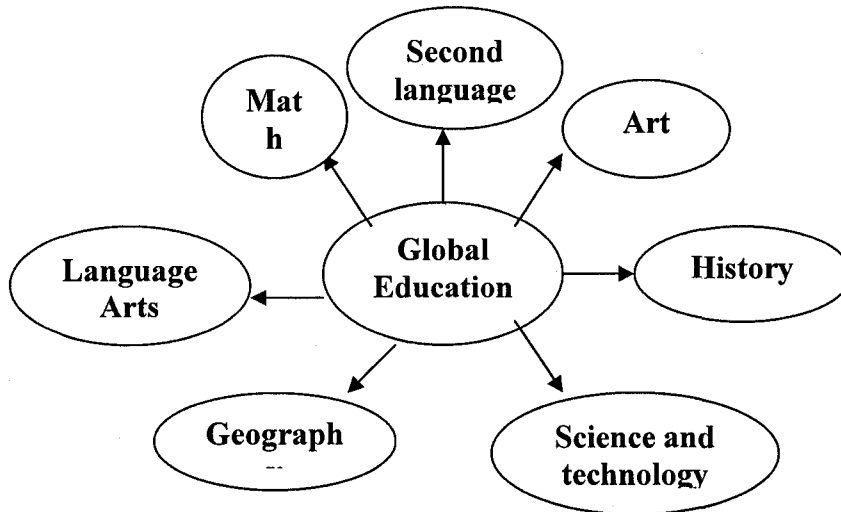 Second
language
Mat
h
Art
Global
Education
History
Language
Arts
Geograph
Science and
technology